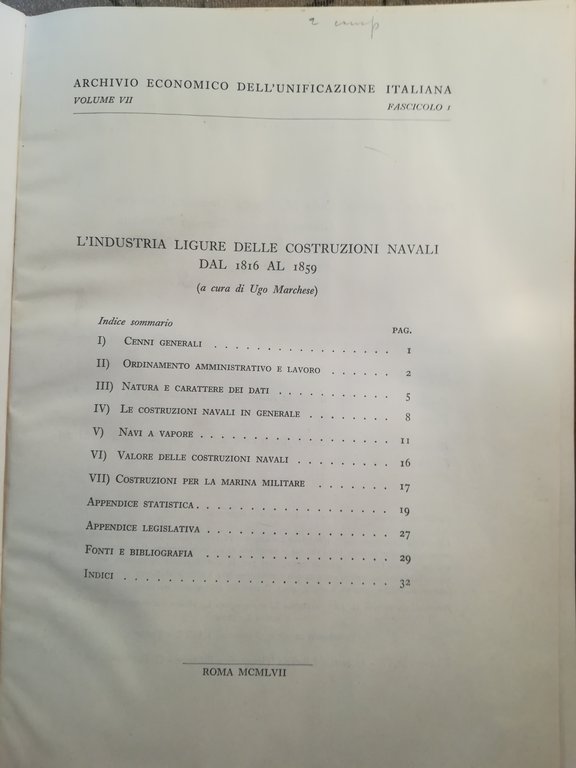 2
ARCHIVIO ECONOMICO DELL'UNIFICAZIONE ITALIANA
VOLUME VII FASCICOLO 1
L'INDUSTRIA LIGURE DELLE COSTRUZIONI NAVALI
DAL 1816 AL 1859
(a cura di Ugo Marchese)
Indice sommario
PAG.
I) CENNI GENERALI . . . . . . . . . . . . . . . . . 1
II) ORDINAMENTO AMMINISTRATIVO E LAVORO . . . . . . 2
III) NATURA E CARATTERE DEI DATI . . . . . . . . . . . 5
IV) LE COSTRUZIONI NAVALI IN GENERALE . . . . . . . . 8
V) NAVI A VAPORE . . . . . . . . . . . . . . . . . . 11
VI) VALORE DELLE COSTRUZIONI NAVALI . . . . . . . . . 16
VII) COSTRUZIONI PER LA MARINA MILITARE . . . . . . . 17
APPENDICE STATISTICA . . . . . . . . . . . . . . . . . . 19
APPENDICE LEGISLATIVA . . . . . . . . . . . . . . . . . 27
FONTI E BIBLIOGRAFIA . . . . . . . . . . . . . . . . . 29
INDICI . . . . . . . . . . . . . . . . . . . . . . . . 32
ROMA MCMLVII